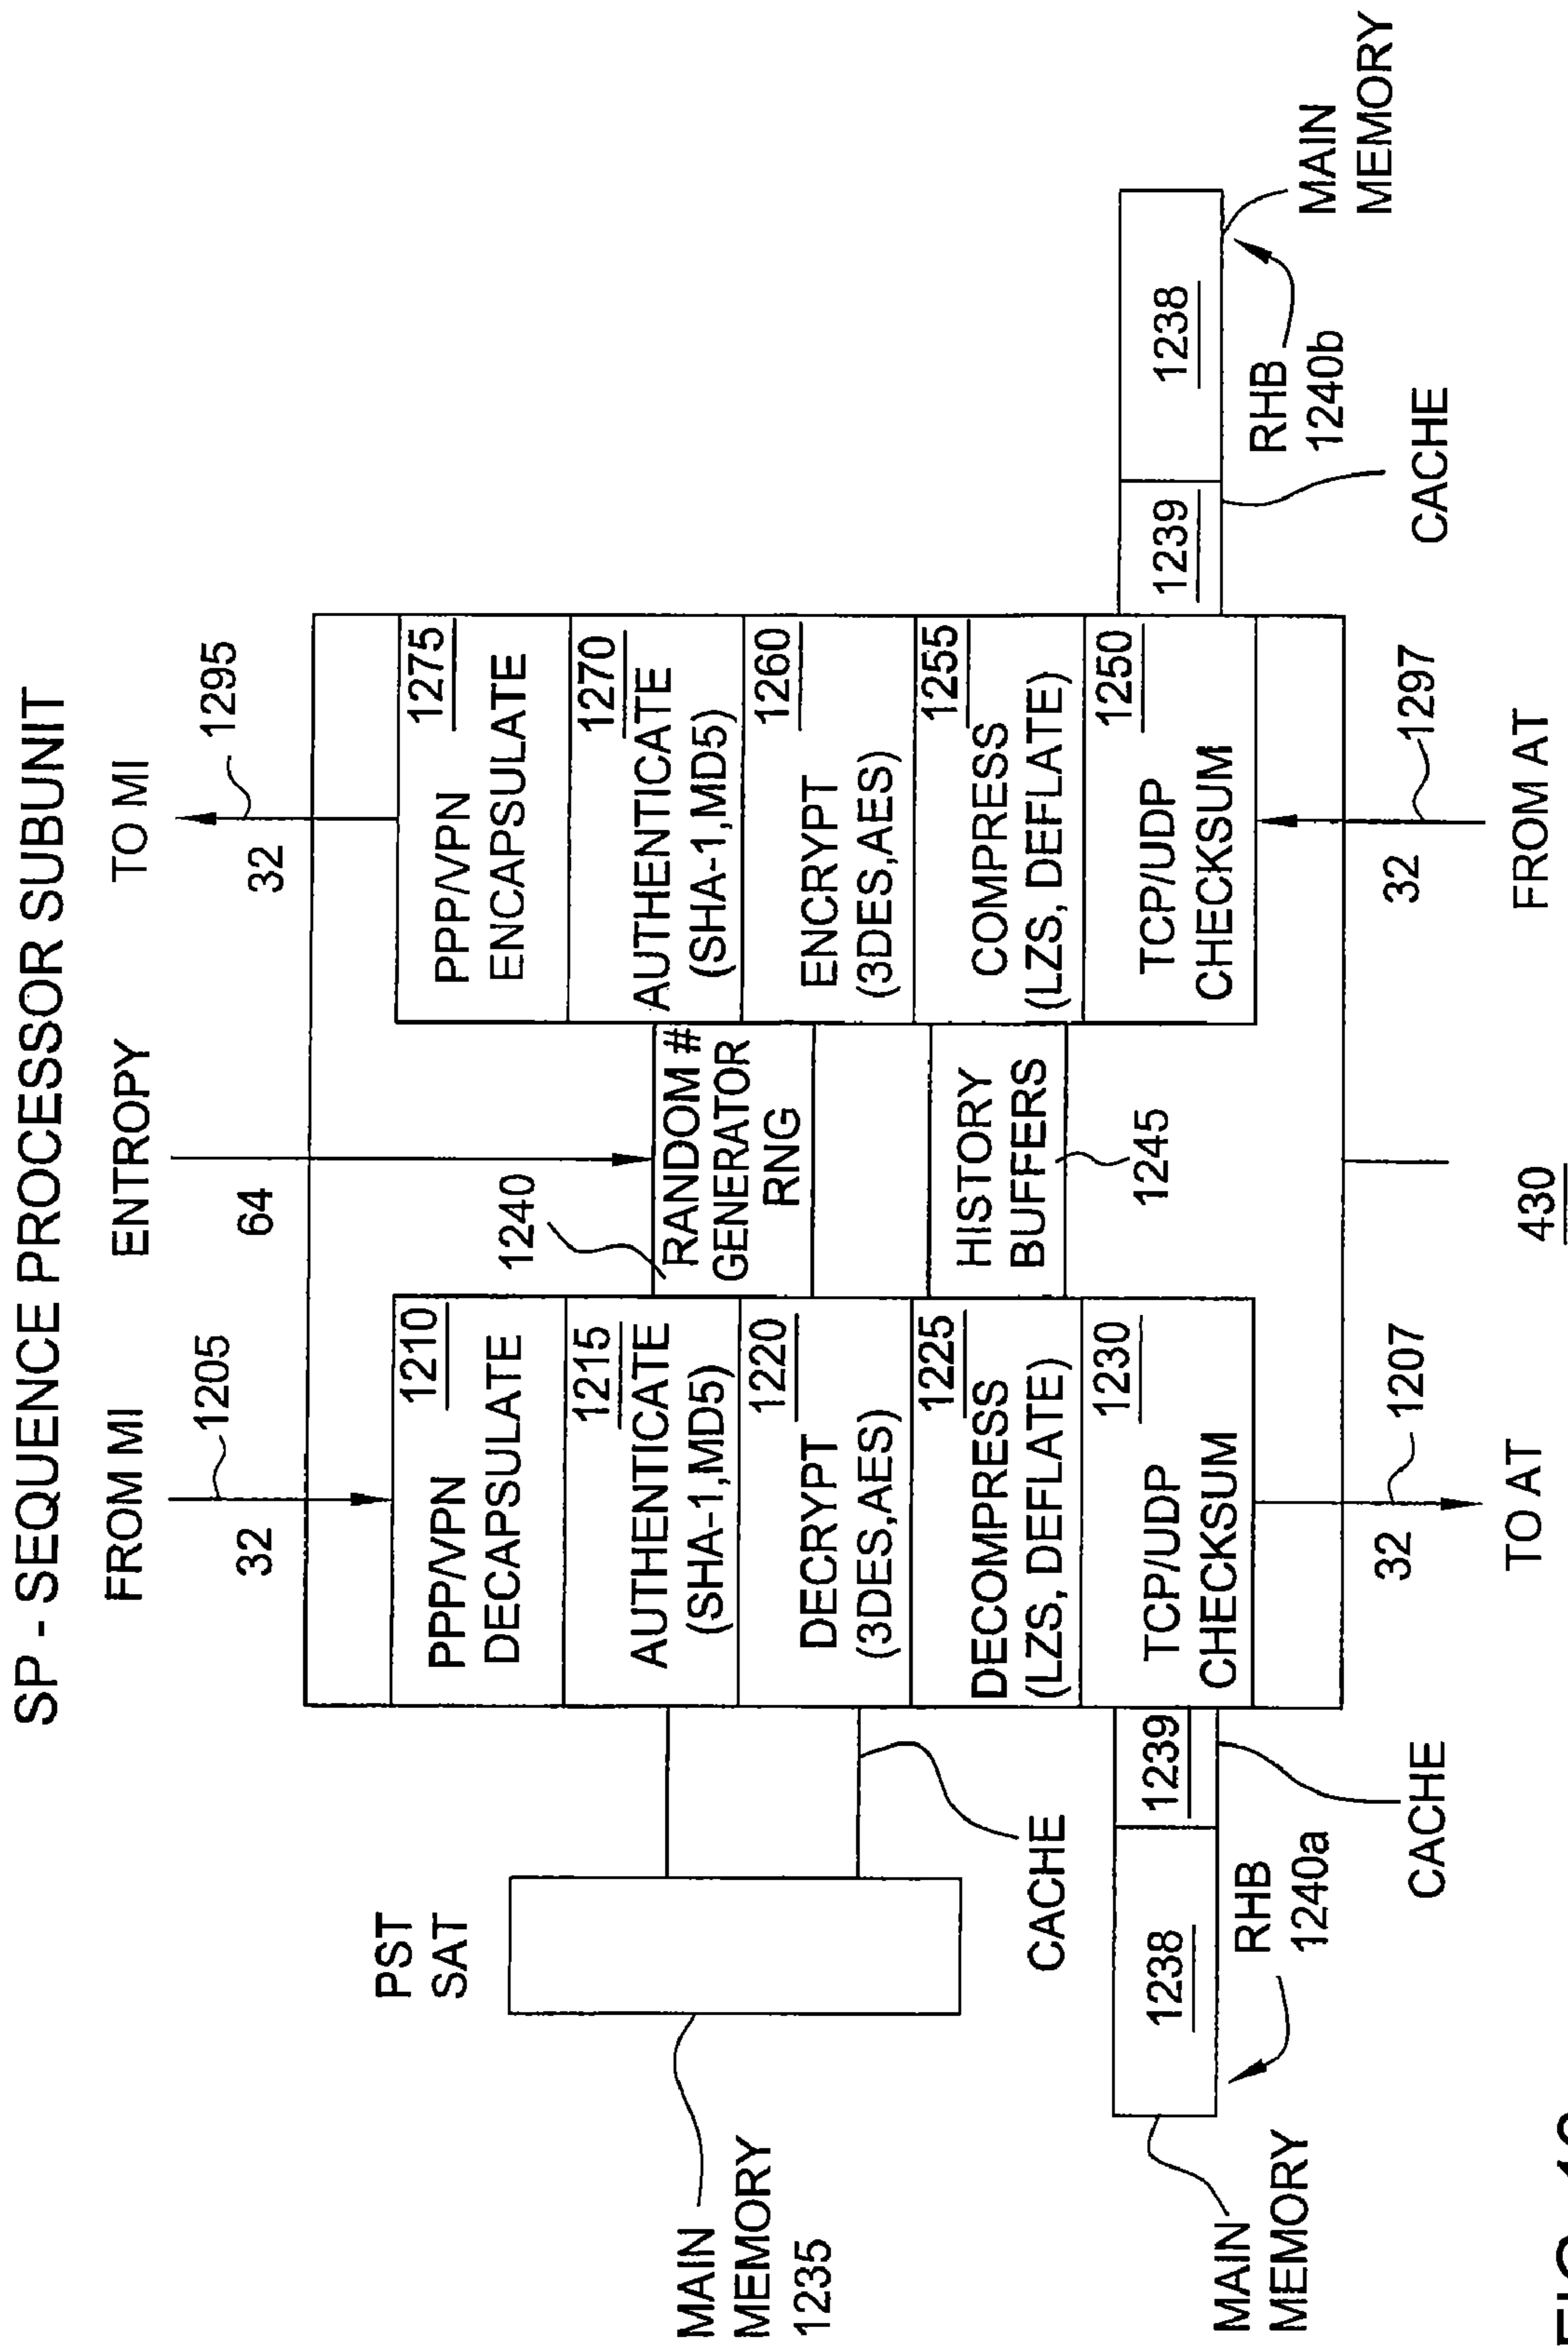 SP - SEQUENCE PROCESSOR SUBUNIT
FROM MI
ENTROPY
TO MI
32
1205
64
32
1295
PST
SAT
MAIN
MEMORY
1235
CACHE
1210
PPP/VPN
DECAPSULATE
1215
AUTHENTICATE
(SHA-1,MD5)
1220
DECRYPT
(3DES,AES)
1225
DECOMPRESS
(LZS, DEFLATE)
1230
TCP/UDP
CHECKSUM
1240
RANDOM #
GENERATOR
RNG
HISTORY
BUFFERS
1245
1275
PPP/VPN
ENCAPSULATE
1270
AUTHENTICATE
(SHA-1,MD5)
1260
ENCRYPT
(3DES,AES)
1255
COMPRESS
(LZS, DEFLATE)
1250
TCP/UDP
CHECKSUM
1238
1239
MAIN
MEMORY
RHB
1240a
CACHE
1239
1238
CACHE
RHB
1240b
MAIN
MEMORY
32
1207
TO AT
430
32
1297
FROM AT